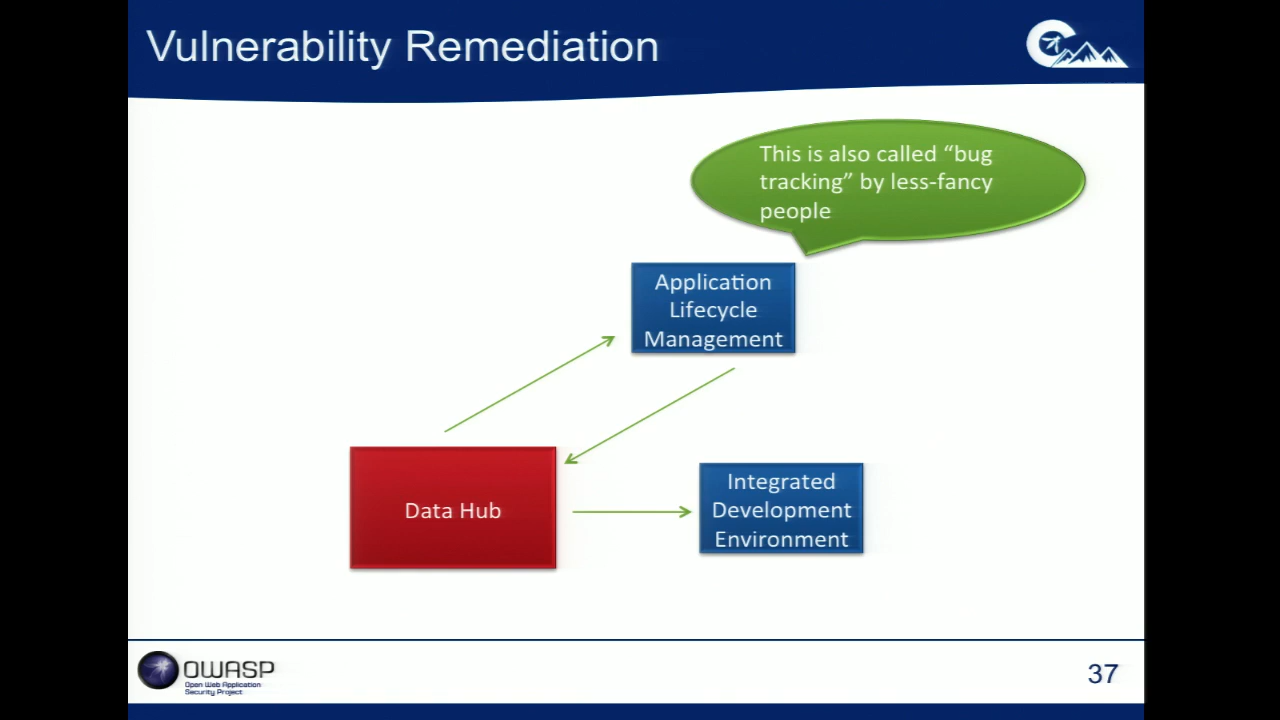 Vulnerability Remediation
This is also called “bug
tracking” by less-fancy
people
Application
Lifecycle
Management
Data Hub
Integrated
Development
Environment
OWASP
Open Web Application
Security Project
37